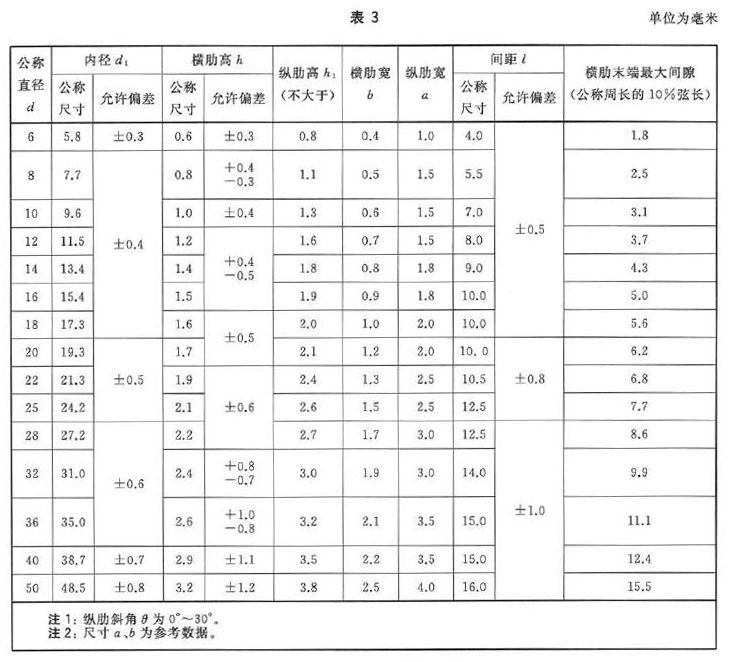 表 3
单位为毫米
公称直径 d 内径 d₁ 横肋高 h 纵肋高 h₁（不大于） 横肋宽 b 纵肋宽 a 间距 l 横肋末端最大间隙（公称周长的 10％弦长）
公称尺寸 允许偏差 公称尺寸 允许偏差 公称尺寸 允许偏差
6 5.8 ±0.3 0.6 ±0.3 0.8 0.4 1.0 4.0 ±0.5 1.8
8 7.7 ±0.4 0.8 +0.4 −0.3 1.1 0.5 1.5 5.5 2.5
10 9.6 1.0 ±0.4 1.3 0.6 1.5 7.0 3.1
12 11.5 1.2 +0.4 −0.5 1.6 0.7 1.5 8.0 3.7
14 13.4 1.4 1.8 0.8 1.8 9.0 4.3
16 15.4 1.5 1.9 0.9 1.8 10.0 5.0
18 17.3 1.6 ±0.5 2.0 1.0 2.0 10.0 5.6
20 19.3 ±0.5 1.7 2.1 1.2 2.0 10.0 ±0.8 6.2
22 21.3 1.9 ±0.6 2.4 1.3 2.5 10.5 6.8
25 24.2 2.1 2.6 1.5 2.5 12.5 7.7
28 27.2 ±0.6 2.2 2.7 1.7 3.0 12.5 ±1.0 8.6
32 31.0 2.4 +0.8 −0.7 3.0 1.9 3.0 14.0 9.9
36 35.0 2.6 +1.0 −0.8 3.2 2.1 3.5 15.0 11.1
40 38.7 ±0.7 2.9 ±1.1 3.5 2.2 3.5 15.0 12.4
50 48.5 ±0.8 3.2 ±1.2 3.8 2.5 4.0 16.0 15.5
注 1：纵肋斜角 θ 为 0°～30°。
注 2：尺寸 a、b 为参考数据。